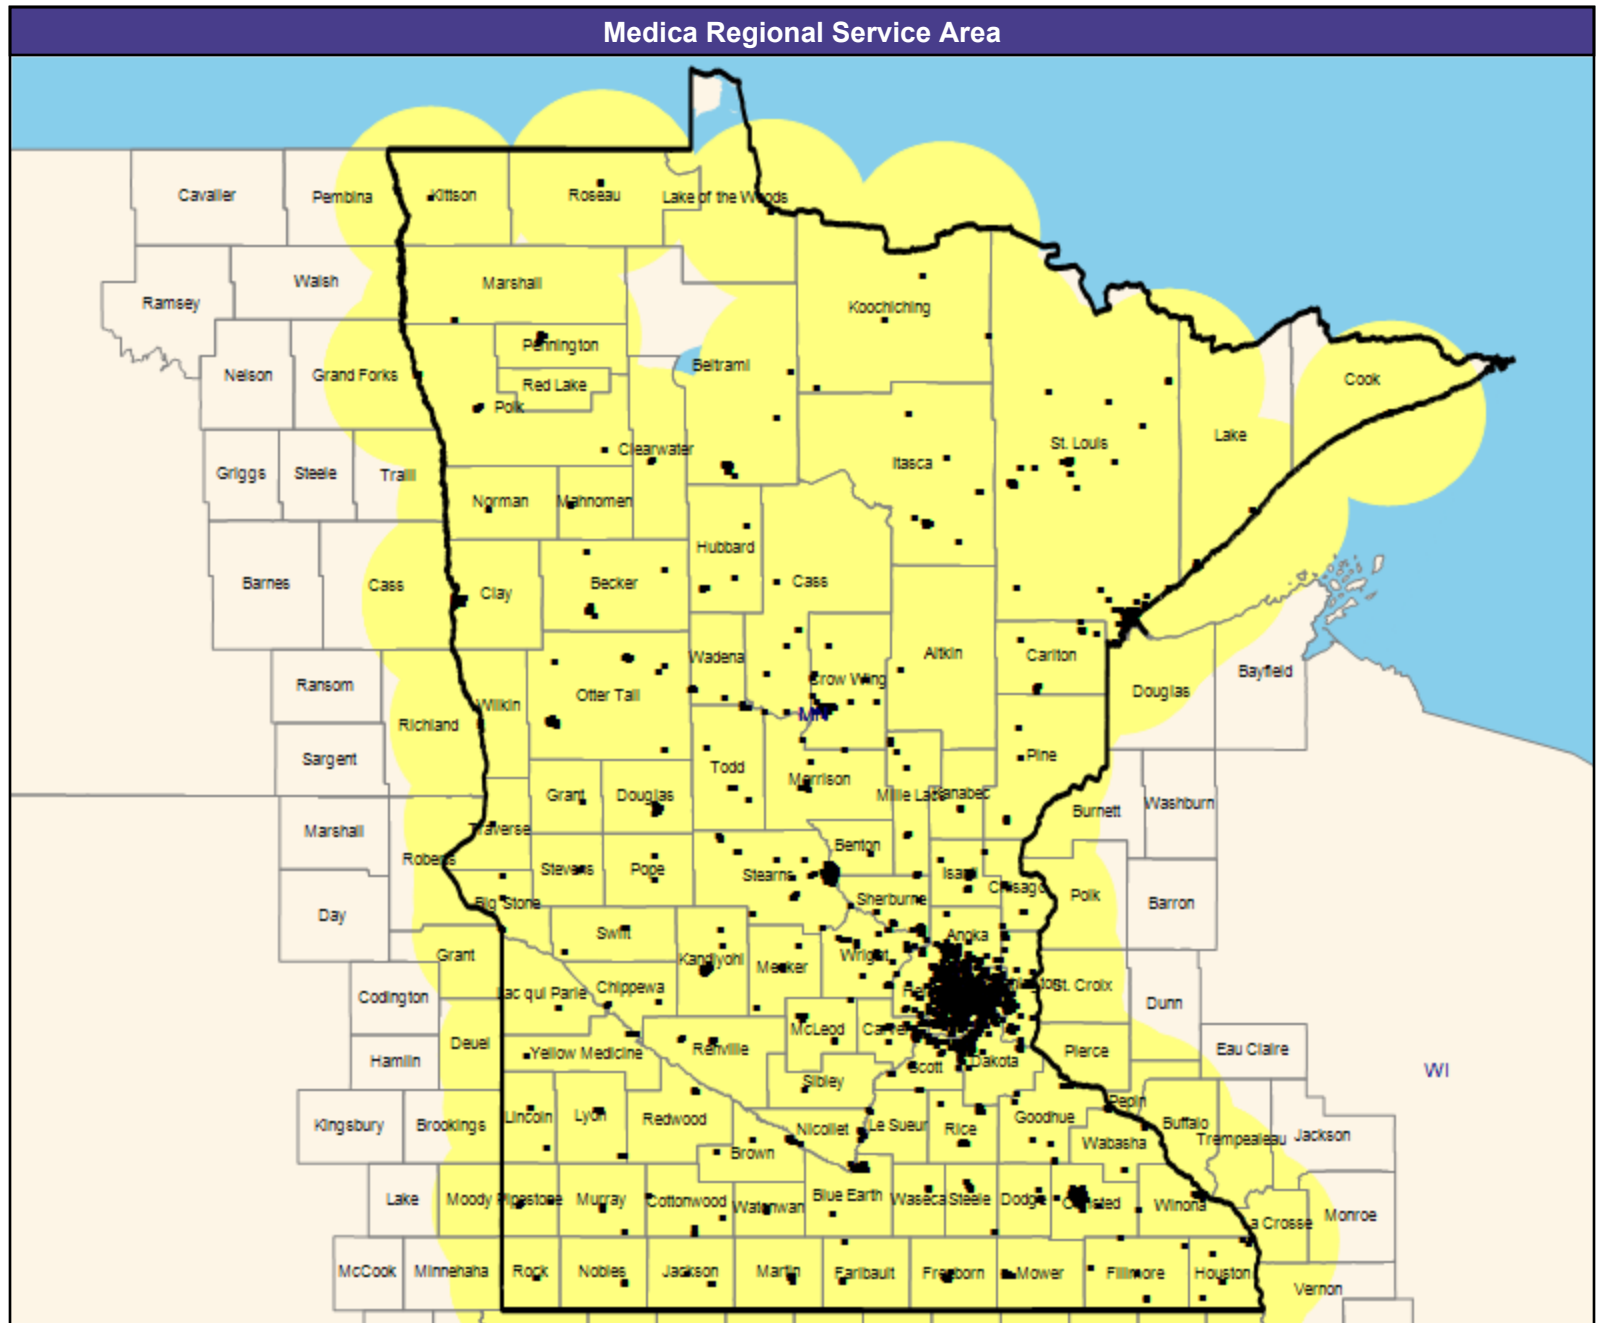 Medica Regional Service Area
Cavalier
Pembina
Kittson
Roseau
Lake of the Woods
Ramsey
Walsh
Marshall
Koochiching
Pennington
Nelson
Grand Forks
Red Lake
Beltrami
Cook
Polk
Clearwater
Itasca
St. Louis
Lake
Griggs
Steele
Traill
Norman
Mahnomen
Hubbard
Barnes
Cass
Clay
Becker
Cass
Aitkin
Carlton
Wadena
Crow Wing
Ransom
Otter Tail
Wilkin
Richland
MN
Douglas
Bayfield
Sargent
Todd
Morrison
Pine
Grant
Douglas
Mille Lacs
Kanabec
Burnett
Washburn
Marshall
Traverse
Roberts
Benton
Stevens
Pope
Stearns
Isanti
Chisago
Polk
Barron
Day
Big Stone
Sherburne
Swift
Anoka
Grant
Kandiyohi
Meeker
Wright
Codington
Lac qui Parle
Chippewa
St. Croix
Dunn
McLeod
Carver
Deuel
Hamlin
Yellow Medicine
Renville
Scott
Dakota
Pierce
Eau Claire
WI
Sibley
Kingsbury
Brookings
Lincoln
Lyon
Redwood
Nicollet
Le Sueur
Rice
Goodhue
Pepin
Buffalo
Trempealeau
Jackson
Wabasha
Brown
Lake
Moody
Pipestone
Murray
Cottonwood
Watonwan
Blue Earth
Waseca
Steele
Dodge
Olmsted
Winona
La Crosse
Monroe
McCook
Minnehaha
Rock
Nobles
Jackson
Martin
Faribault
Freeborn
Mower
Fillmore
Houston
Vernon